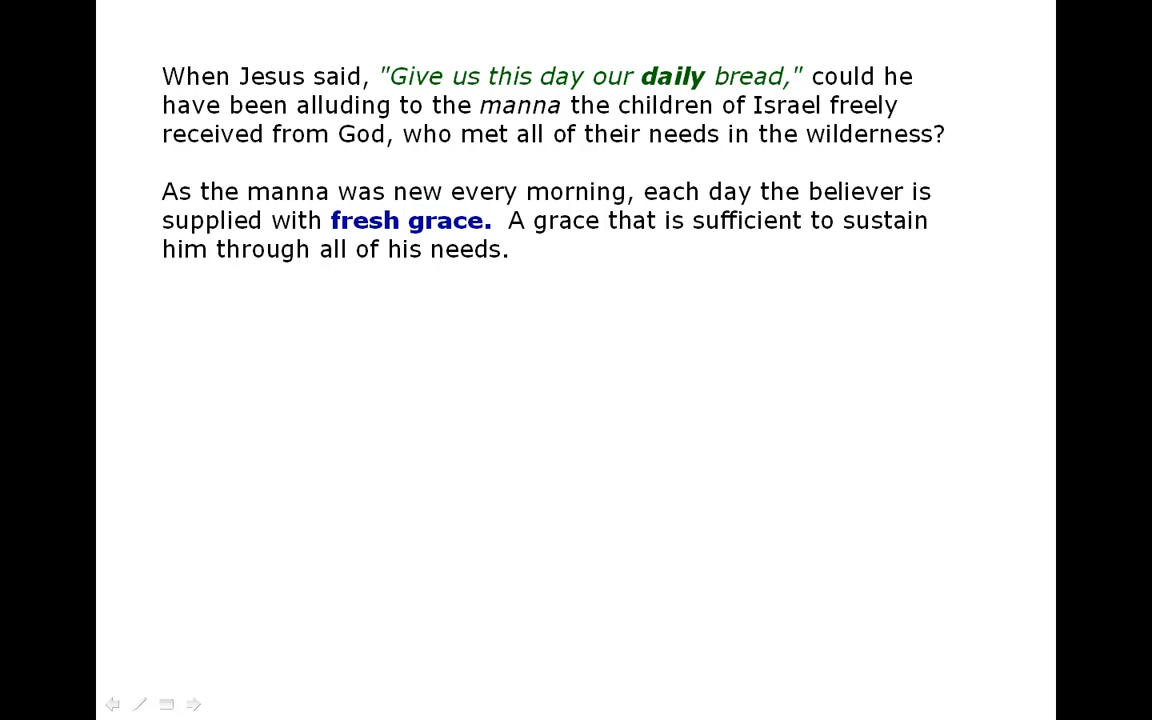 When Jesus said, "Give us this day our daily bread," could he
have been alluding to the manna the children of Israel freely
received from God, who met all of their needs in the wilderness?
As the manna was new every morning, each day the believer is
supplied with fresh grace.  A grace that is sufficient to sustain
him through all of his needs.